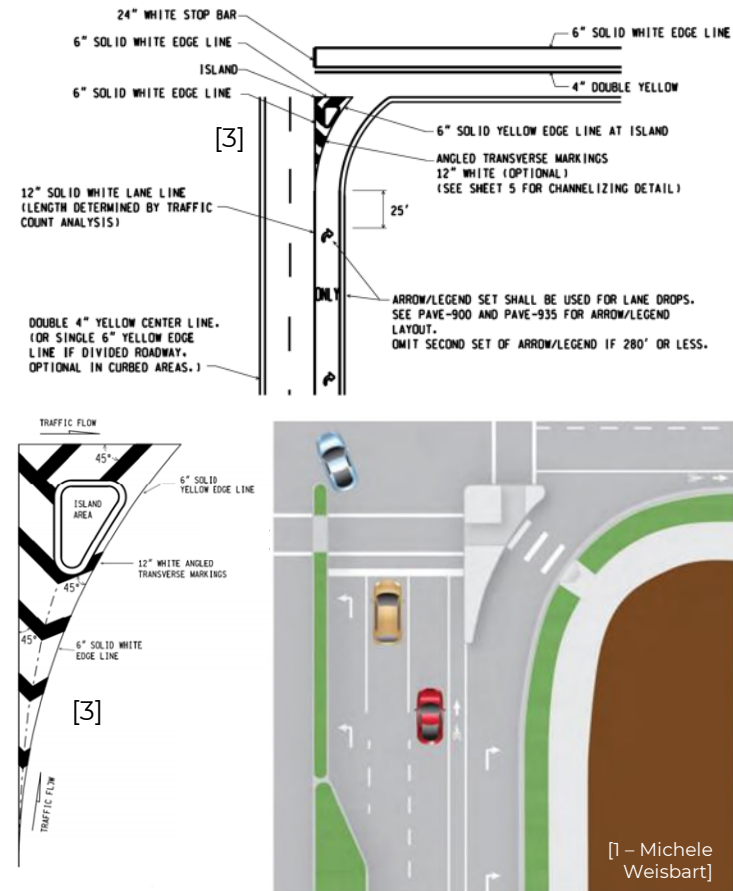 24" WHITE STOP BAR
6" SOLID WHITE EDGE LINE
6" SOLID WHITE EDGE LINE
ISLAND
4" DOUBLE YELLOW
6" SOLID WHITE EDGE LINE
[3]
6" SOLID YELLOW EDGE LINE AT ISLAND
ANGLED TRANSVERSE MARKINGS
12" WHITE (OPTIONAL)
(SEE SHEET 5 FOR CHANNELIZING DETAIL)
12" SOLID WHITE LANE LINE
(LENGTH DETERMINED BY TRAFFIC
COUNT ANALYSIS)
25'
ONLY
ARROW/LEGEND SET SHALL BE USED FOR LANE DROPS.
SEE PAVE-900 AND PAVE-935 FOR ARROW/LEGEND
LAYOUT.
OMIT SECOND SET OF ARROW/LEGEND IF 280' OR LESS.
DOUBLE 4" YELLOW CENTER LINE.
(OR SINGLE 6" YELLOW EDGE
LINE IF DIVIDED ROADWAY.
OPTIONAL IN CURBED AREAS.)
TRAFFIC FLOW
45°
6" SOLID
YELLOW EDGE LINE
ISLAND
AREA
12" WHITE ANGLED
TRANSVERSE MARKINGS
45°
45°
6" SOLID WHITE
EDGE LINE
[3]
TRAFFIC FLOW
[1 – Michele
Weisbart]